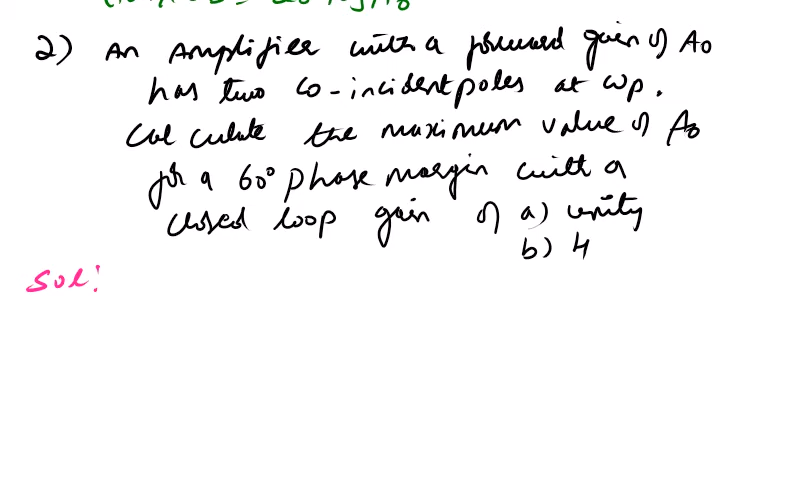 2) An Amplifier with a forward gain of A0
has two co-incident poles at ωp.
Calculate the maximum value of A0
for a 60° phase margin with a
closed loop gain of a) unity
b) 4
Sol: